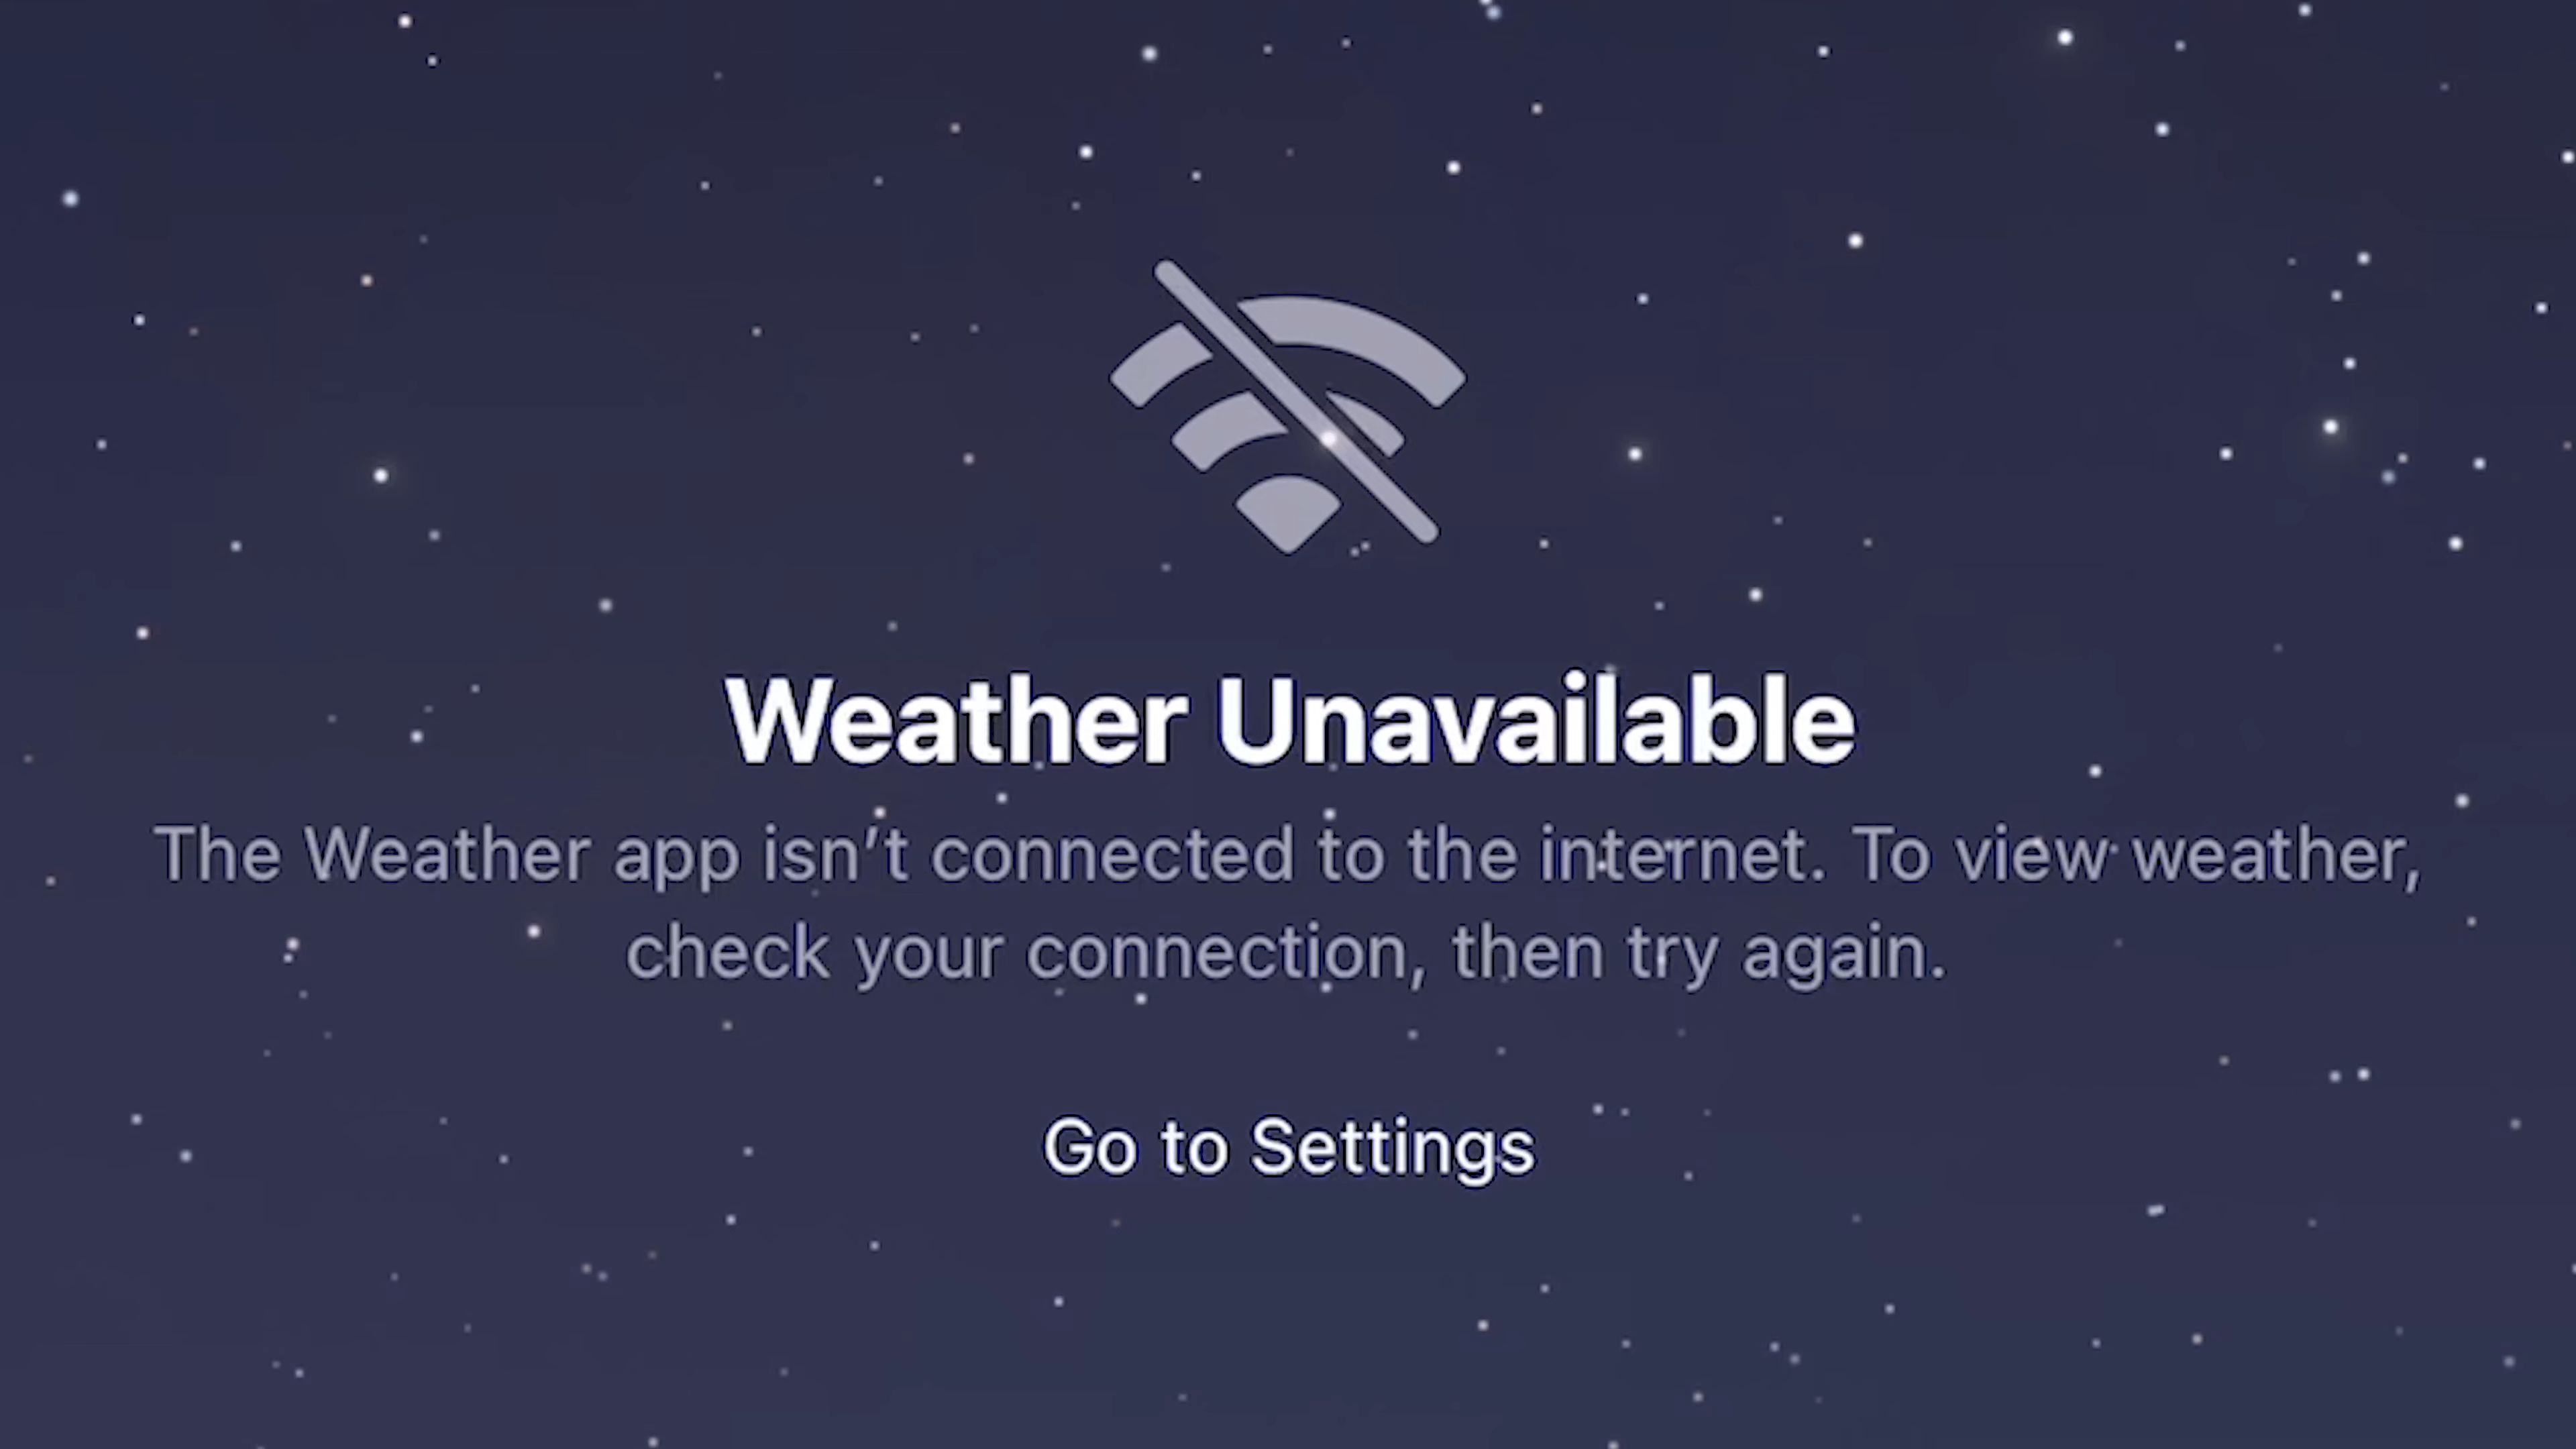 Weather Unavailable
The Weather app isn’t connected to the internet. To view weather,
check your connection, then try again.
Go to Settings